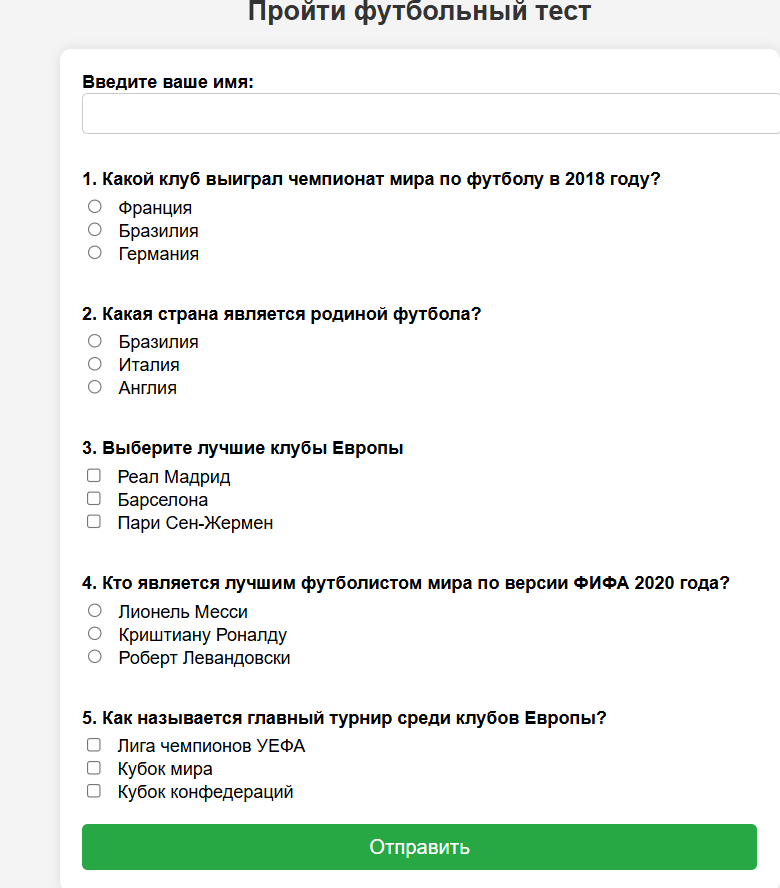 Пройти футбольный тест
Введите ваше имя:
1. Какой клуб выиграл чемпионат мира по футболу в 2018 году?
Франция
Бразилия
Германия
2. Какая страна является родиной футбола?
Бразилия
Италия
Англия
3. Выберите лучшие клубы Европы
Реал Мадрид
Барселона
Пари Сен-Жермен
4. Кто является лучшим футболистом мира по версии ФИФА 2020 года?
Лионель Месси
Криштиану Роналду
Роберт Левандовски
5. Как называется главный турнир среди клубов Европы?
Лига чемпионов УЕФА
Кубок мира
Кубок конфедераций
Отправить